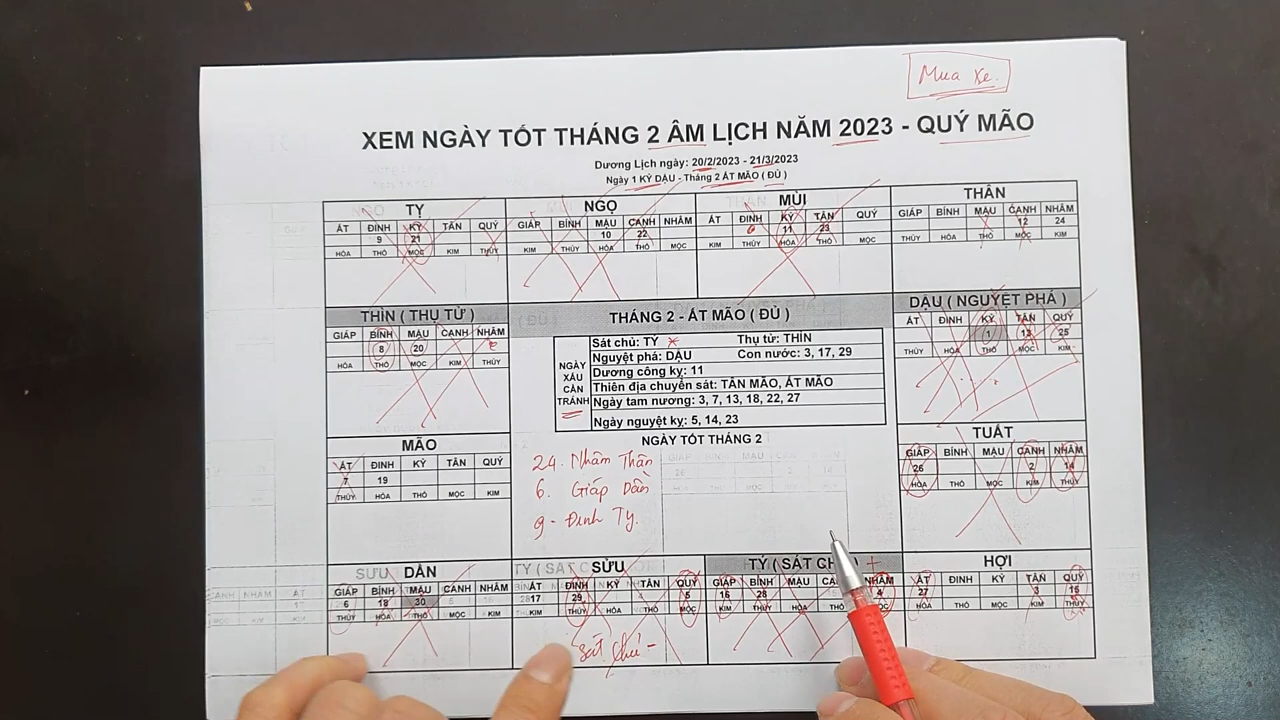 Mua xe.
XEM NGÀY TỐT THÁNG 2 ÂM LỊCH NĂM 2023 - QUÝ MÃO
Dương Lịch ngày: 20/2/2023 - 21/3/2023
Ngày 1 KỶ DẬU - Tháng 2 ẤT MÃO ( ĐỦ )
TỴ
ẤT ĐINH KỶ TÂN QUÝ
9 21
HỎA THỔ MỘC KIM THỦY
NGỌ
GIÁP BÍNH MẬU CANH NHÂM
10 22
KIM THỦY HỎA THỔ MỘC
MÙI
ẤT ĐINH KỶ TÂN QUÝ
11 23
KIM THỦY HỎA THỔ MỘC
THÂN
GIÁP BÍNH MẬU CANH NHÂM
12 24
THỦY HỎA THỔ MỘC KIM
THÌN ( THỤ TỬ )
GIÁP BÍNH MẬU CANH NHÂM
8 20
HỎA THỔ MỘC KIM THỦY
THÁNG 2 - ẤT MÃO ( ĐỦ )
NGÀY XẤU CẦN TRÁNH
Sát chủ: TÝ Thụ tử: THÌN
Nguyệt phá: DẬU Con nước: 3, 17, 29
Dương công kỵ: 11
Thiên địa chuyển sát: TÂN MÃO, ẤT MÃO
Ngày tam nương: 3, 7, 13, 18, 22, 27
Ngày nguyệt kỵ: 5, 14, 23
DẬU ( NGUYỆT PHÁ )
ẤT ĐINH KỶ TÂN QUÝ
1 13 25
THỦY HỎA THỔ MỘC KIM
MÃO
ẤT ĐINH KỶ TÂN QUÝ
7 19
THỦY HỎA THỔ MỘC KIM
NGÀY TỐT THÁNG 2
24. Nhâm Thân
6. Giáp Dần
9 - Đinh Tỵ.
TUẤT
GIÁP BÍNH MẬU CANH NHÂM
26 2 14
HỎA THỔ MỘC KIM THỦY
DẦN
GIÁP BÍNH MẬU CANH NHÂM
6 18 30
THỦY HỎA THỔ MỘC KIM
SỬU
ẤT ĐINH KỶ TÂN QUÝ
17 29 5
KIM THỦY HỎA THỔ MỘC
Sát chủ -
TÝ ( SÁT
GIÁP BÍNH MẬU NHÂM
16 28 4
KIM THỦY HỎA THỔ MỘC
HỢI
ẤT ĐINH KỶ TÂN QUÝ
27 3 15
HỎA THỔ MỘC KIM THỦY